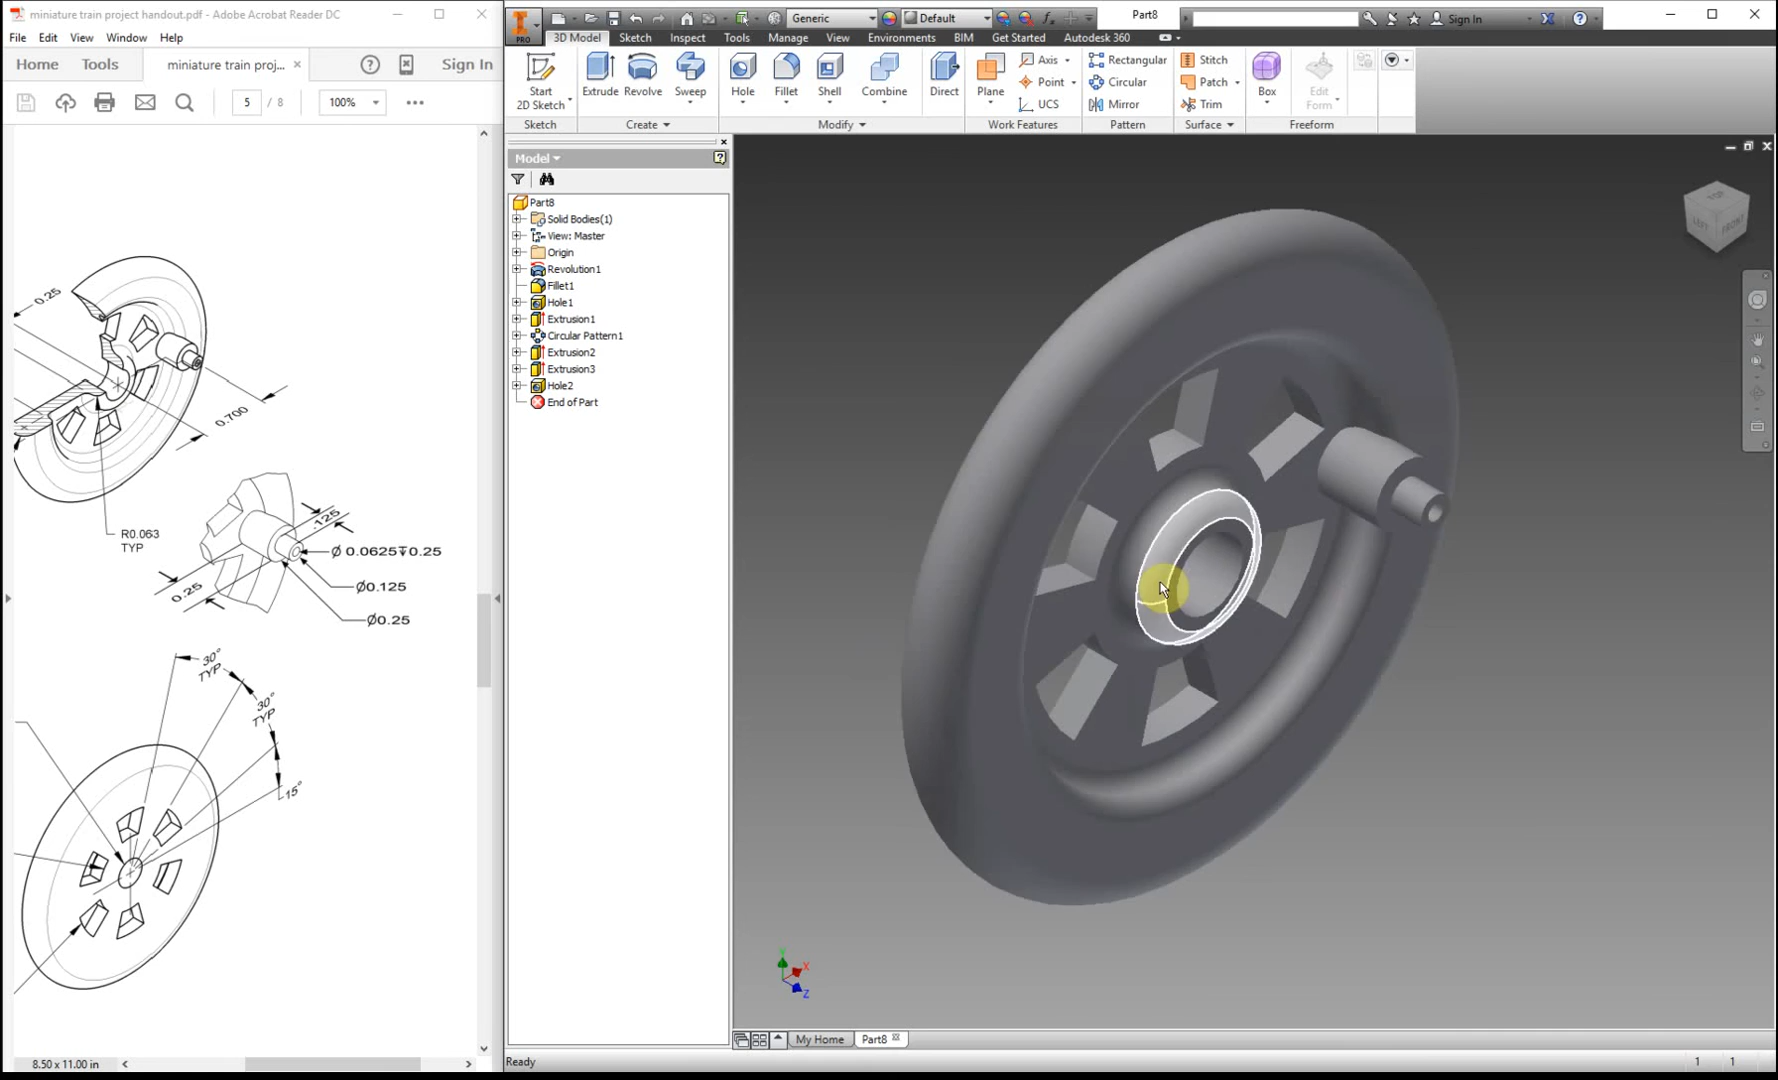 miniature train project handout.pdf - Adobe Acrobat Reader DC
File Edit View Window Help
Home Tools miniature train proj... × Sign In
5 / 8 100%
0.25
0.700
R0.063
TYP
.125
Ø 0.0625↧0.25
Ø0.125
0.25
Ø0.25
30°
TYP
30°
TYP
15°
8.50 x 11.00 in
PRO
Generic Default Part8 Sign In
3D Model Sketch Inspect Tools Manage View Environments BIM Get Started Autodesk 360
Start
2D Sketch
Extrude Revolve Sweep
Hole Fillet Shell Combine
Direct
Plane
Axis
Point
UCS
Rectangular
Circular
Mirror
Stitch
Patch
Trim
Box
Edit
Form
Sketch Create Modify Work Features Pattern Surface Freeform
Model
Part8
Solid Bodies(1)
View: Master
Origin
Revolution1
Fillet1
Hole1
Extrusion1
Circular Pattern1
Extrusion2
Extrusion3
Hole2
End of Part
TOP
LEFT
FRONT
Y
X
Z
My Home Part8
Ready
1 1